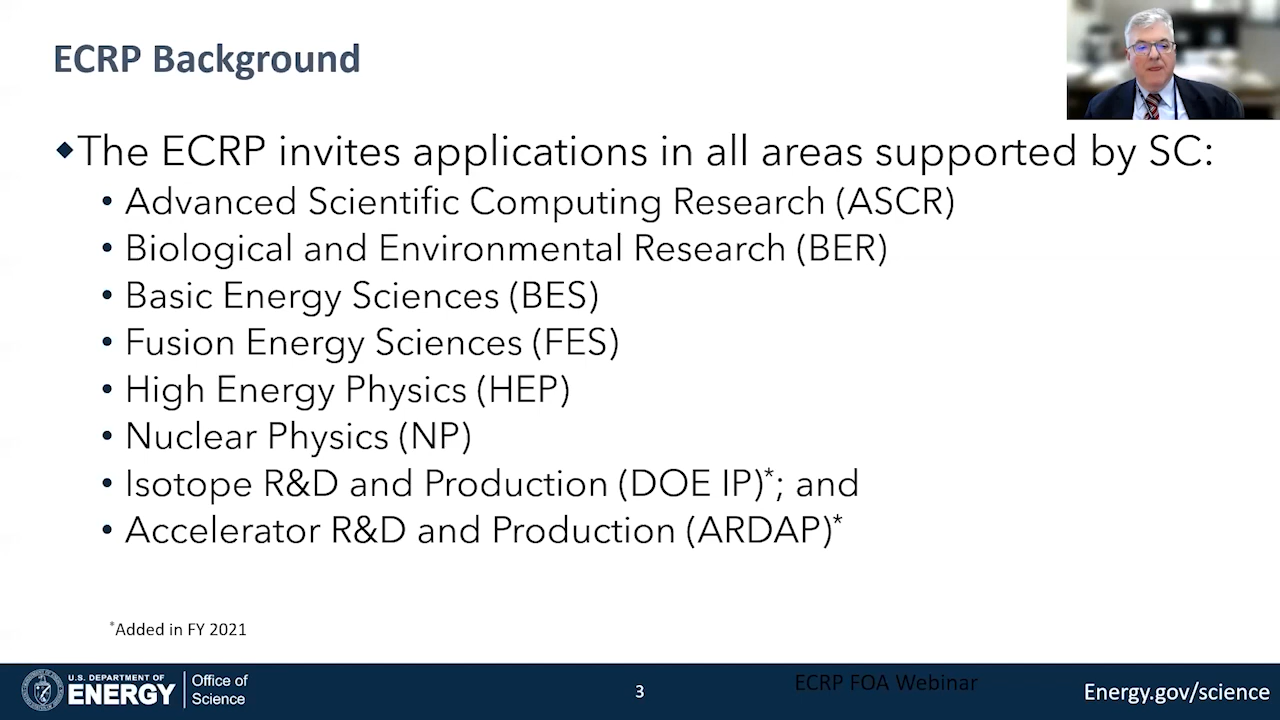 ECRP Background
◆The ECRP invites applications in all areas supported by SC:
• Advanced Scientific Computing Research (ASCR)
• Biological and Environmental Research (BER)
• Basic Energy Sciences (BES)
• Fusion Energy Sciences (FES)
• High Energy Physics (HEP)
• Nuclear Physics (NP)
• Isotope R&D and Production (DOE IP)*; and
• Accelerator R&D and Production (ARDAP)*
*Added in FY 2021
U.S. DEPARTMENT OF
ENERGY
Office of
Science
3
ECRP FOA Webinar
Energy.gov/science